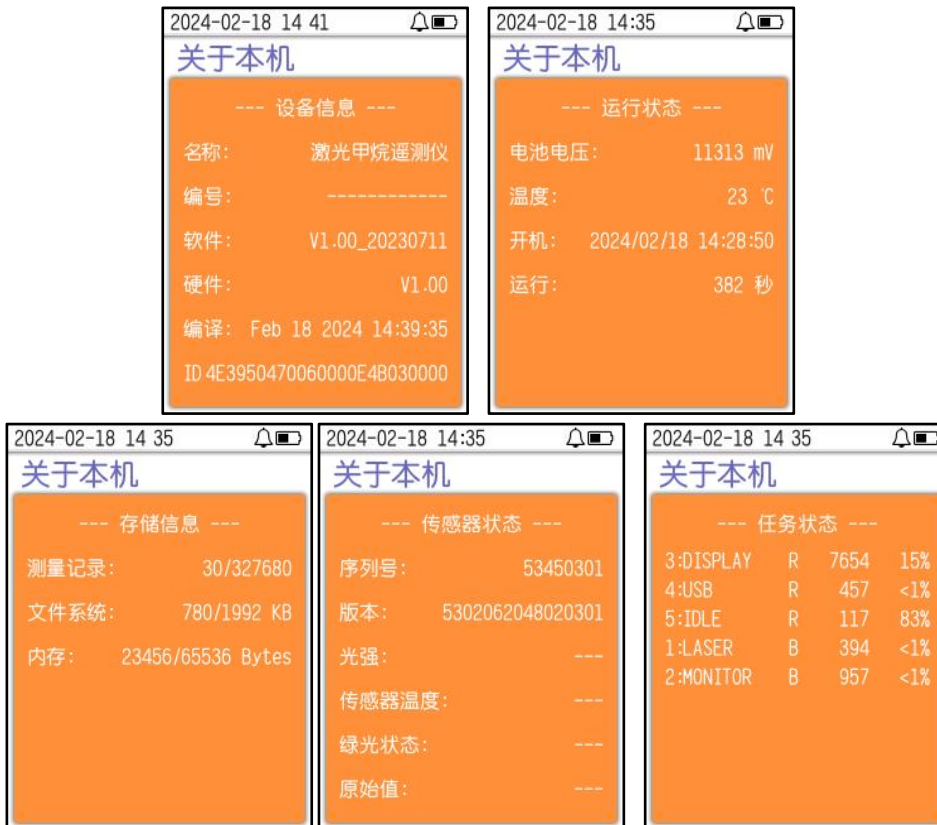 2024-02-18 14 41
关于本机
--- 设备信息 ---
名称: 激光甲烷遥测仪
编号: ------------
软件: V1.00_20230711
硬件: V1.00
编译: Feb 18 2024 14:39:35
ID 4E3950470060000E4B030000
2024-02-18 14:35
关于本机
--- 运行状态 ---
电池电压: 11313 mV
温度: 23 ℃
开机: 2024/02/18 14:28:50
运行: 382 秒
2024-02-18 14 35
关于本机
--- 存储信息 ---
测量记录: 30/327680
文件系统: 780/1992 KB
内存: 23456/65536 Bytes
2024-02-18 14:35
关于本机
--- 传感器状态 ---
序列号: 53450301
版本: 5302062048020301
光强: ---
传感器温度: ---
绿光状态: ---
原始值: ---
2024-02-18 14 35
关于本机
--- 任务状态 ---
3:DISPLAY R 7654 15%
4:USB R 457 <1%
5:IDLE R 117 83%
1:LASER B 394 <1%
2:MONITOR B 957 <1%